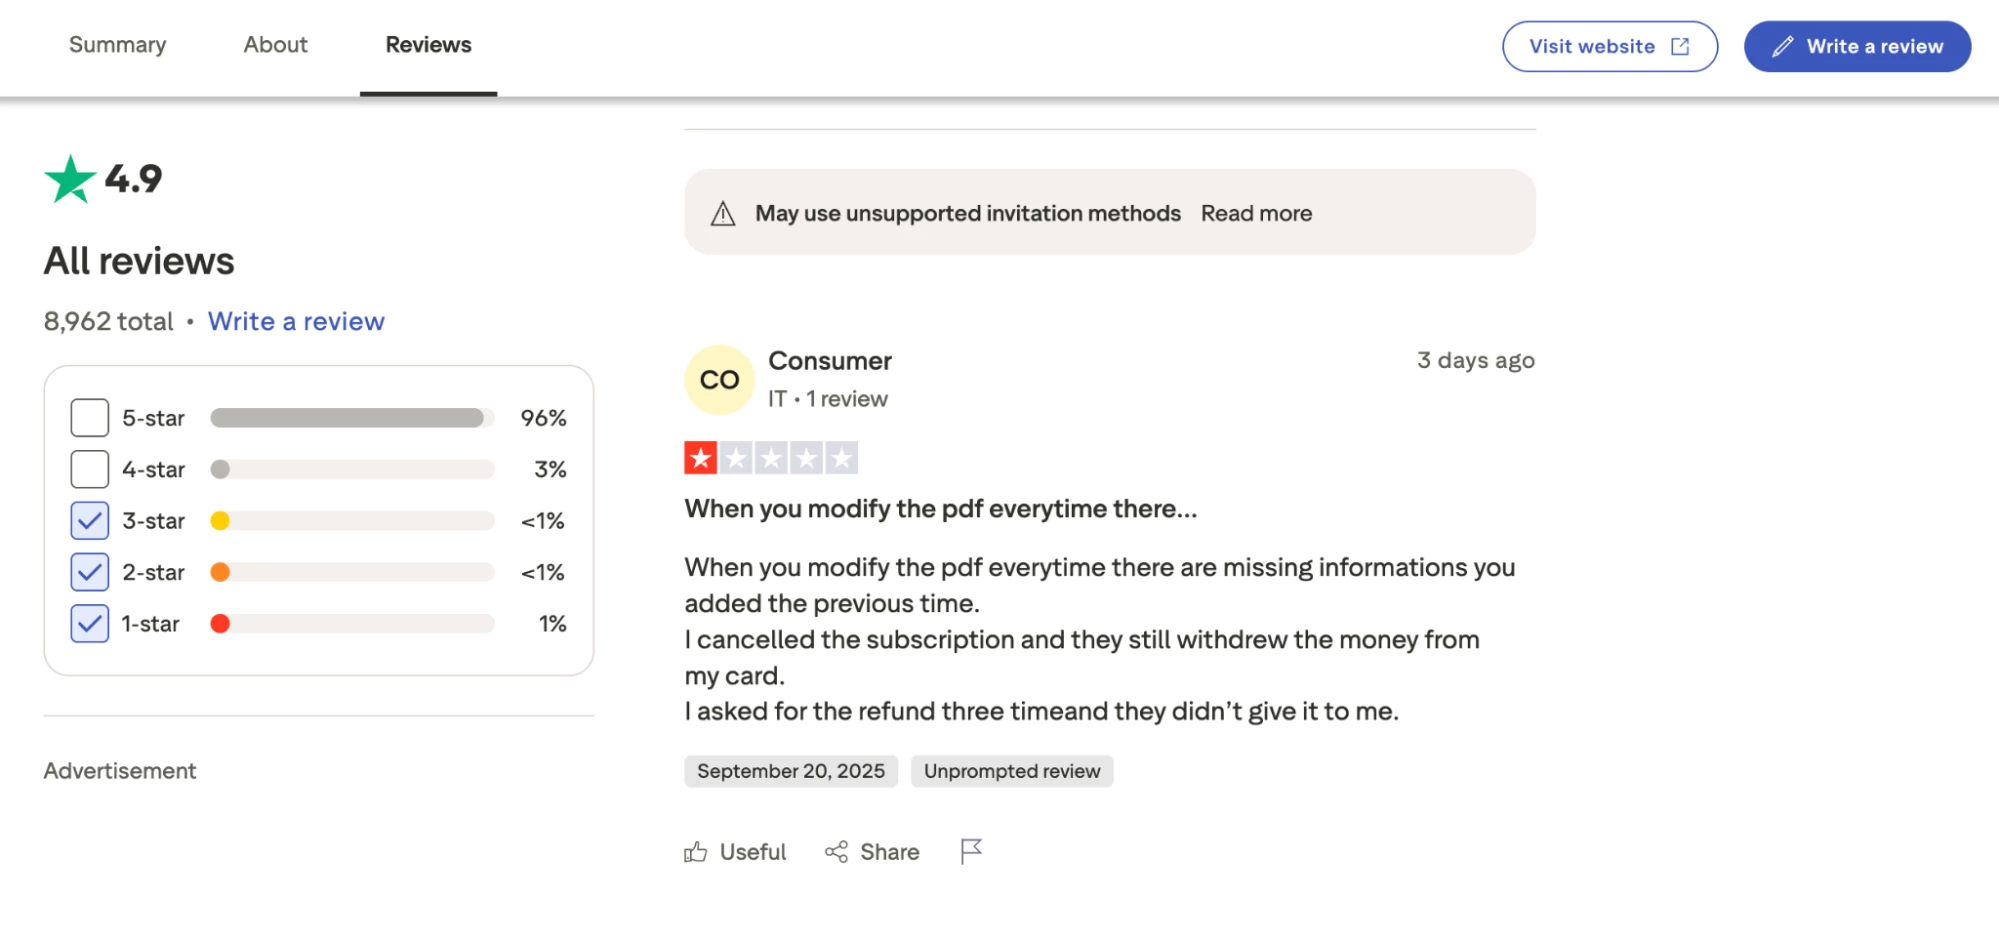 Summary About Reviews Visit website Write a review
4.9
All reviews
8,962 total • Write a review
5-star 96%
4-star 3%
3-star <1%
2-star <1%
1-star 1%
Advertisement
May use unsupported invitation methods Read more
CO
Consumer 3 days ago
IT • 1 review
When you modify the pdf everytime there...
When you modify the pdf everytime there are missing informations you
added the previous time.
I cancelled the subscription and they still withdrew the money from
my card.
I asked for the refund three timeand they didn’t give it to me.
September 20, 2025 Unprompted review
Useful Share